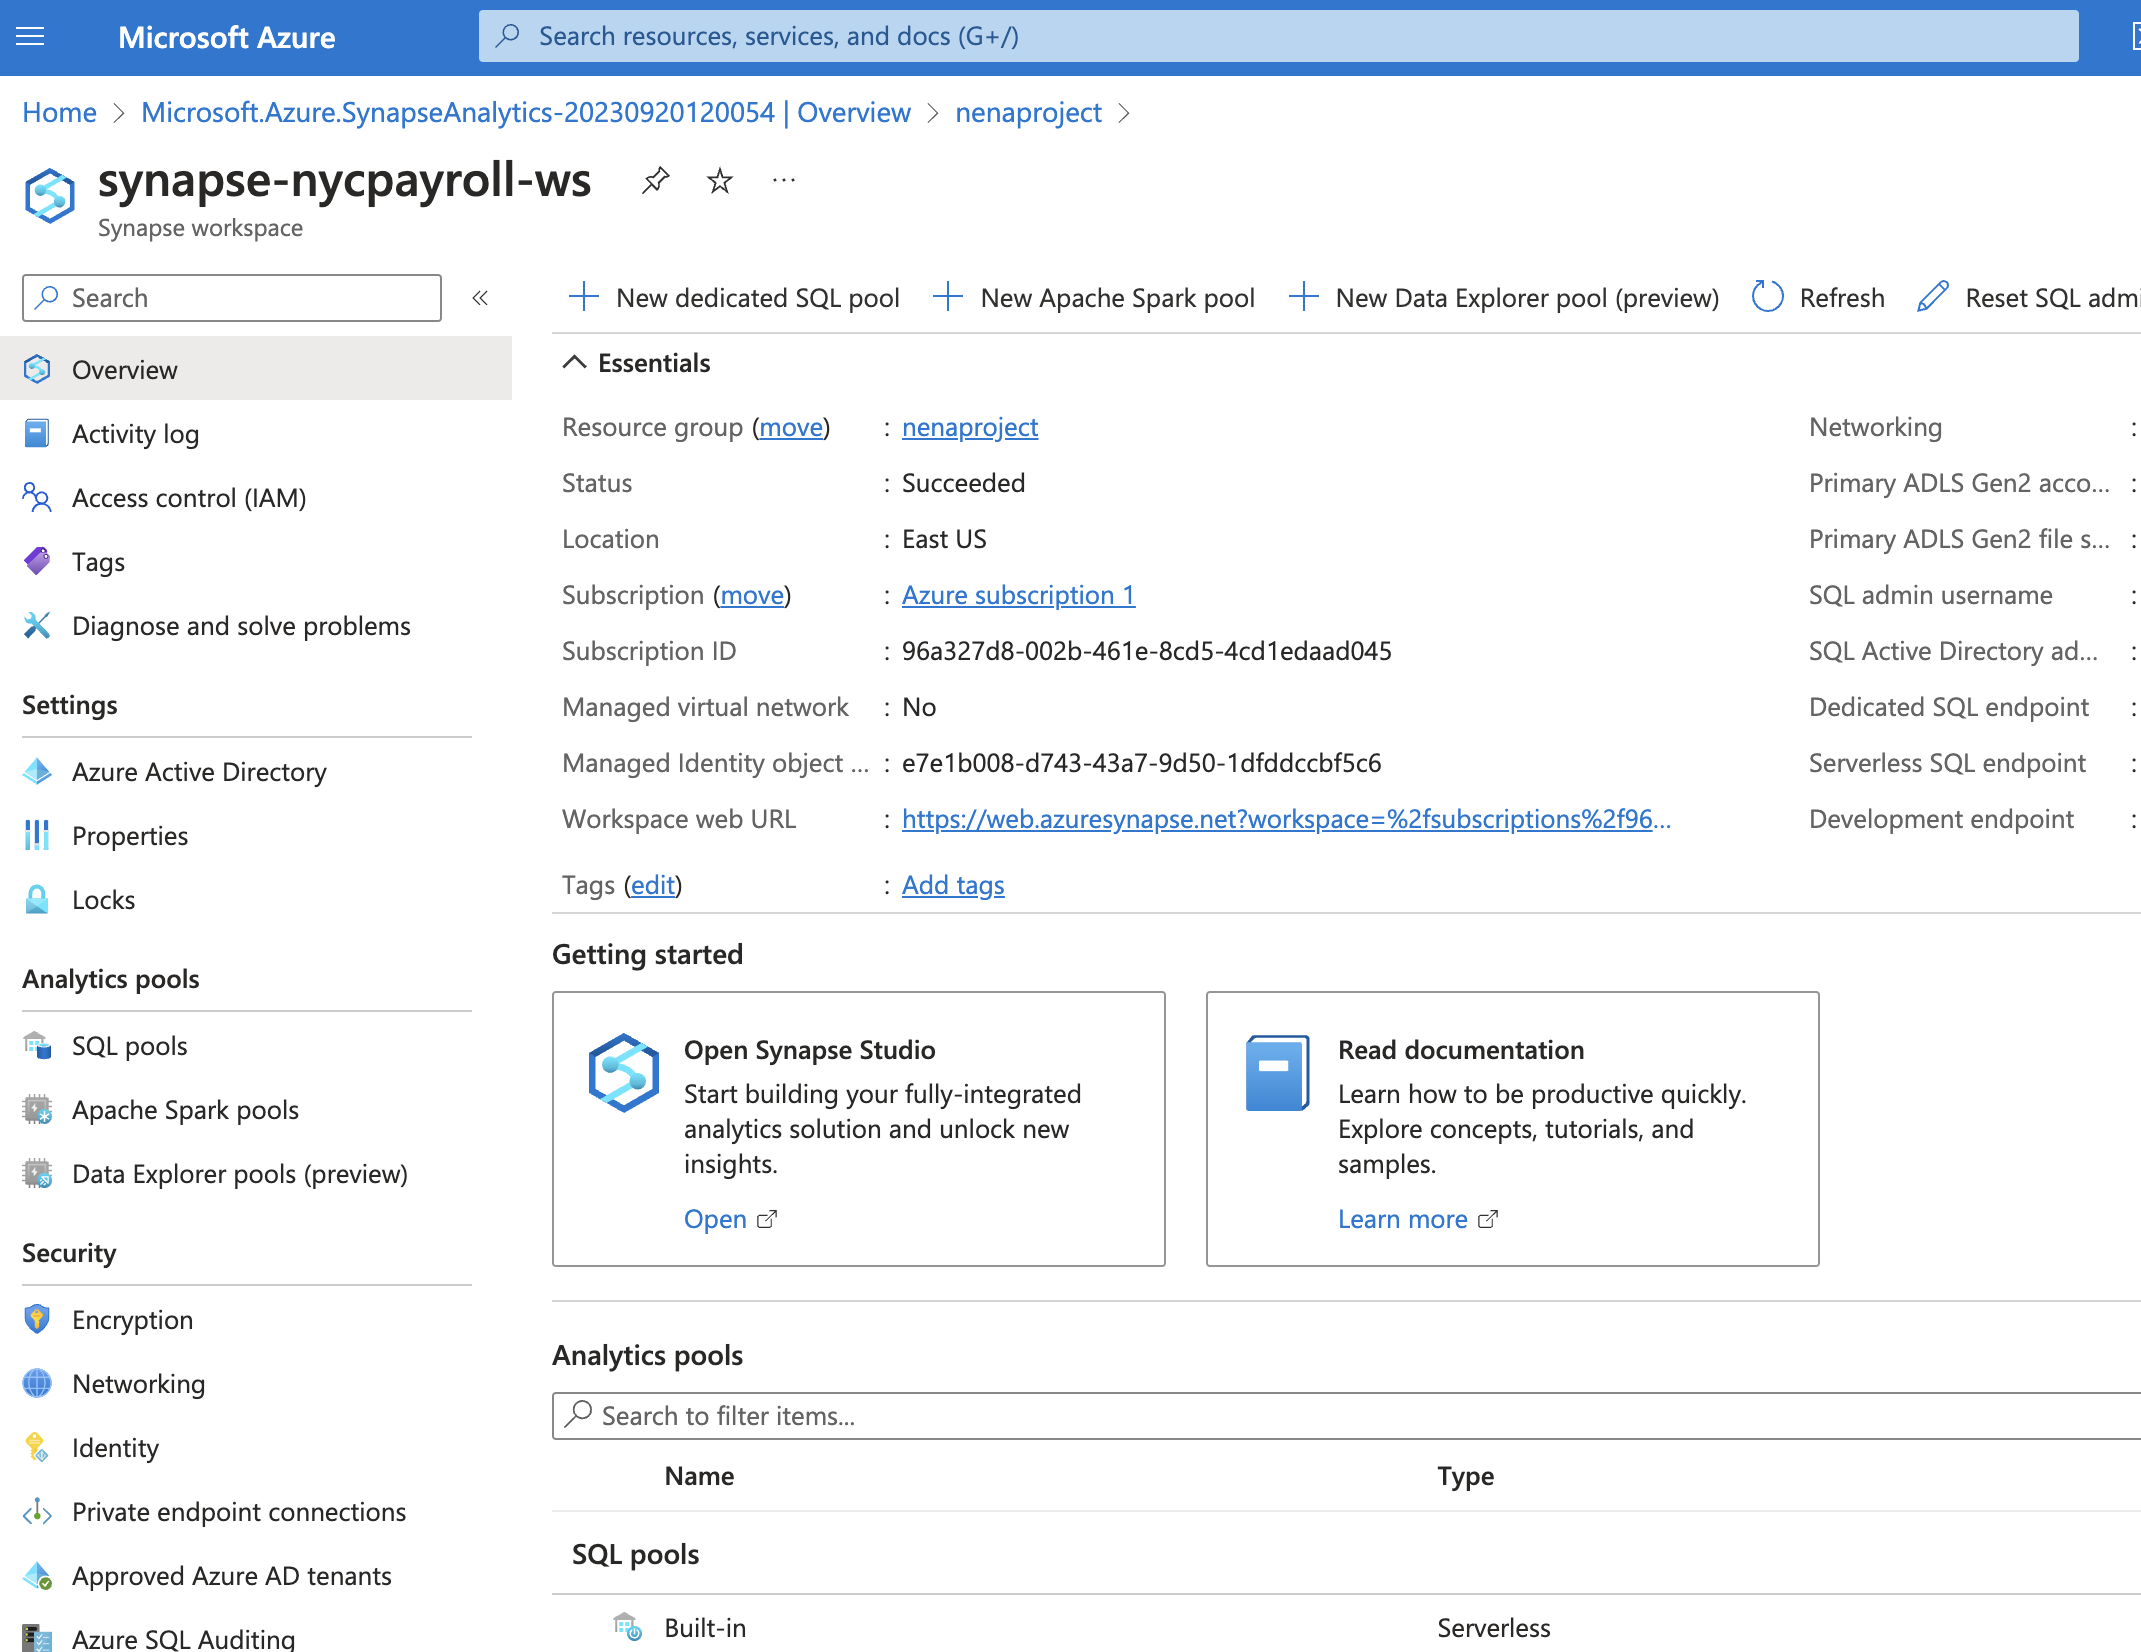 Microsoft Azure
Search resources, services, and docs (G+/)
Home > Microsoft.Azure.SynapseAnalytics-20230920120054 | Overview > nenaproject >
synapse-nycpayroll-ws
Synapse workspace
Search
Overview
Activity log
Access control (IAM)
Tags
Diagnose and solve problems
Settings
Azure Active Directory
Properties
Locks
Analytics pools
SQL pools
Apache Spark pools
Data Explorer pools (preview)
Security
Encryption
Networking
Identity
Private endpoint connections
Approved Azure AD tenants
Azure SQL Auditing
New dedicated SQL pool
New Apache Spark pool
New Data Explorer pool (preview)
Refresh
Reset SQL admi
Essentials
Resource group (move) : nenaproject
Status : Succeeded
Location : East US
Subscription (move) : Azure subscription 1
Subscription ID : 96a327d8-002b-461e-8cd5-4cd1edaad045
Managed virtual network : No
Managed Identity object ... : e7e1b008-d743-43a7-9d50-1dfddccbf5c6
Workspace web URL : https://web.azuresynapse.net?workspace=%2fsubscriptions%2f96...
Tags (edit) : Add tags
Networking :
Primary ADLS Gen2 acco... :
Primary ADLS Gen2 file s... :
SQL admin username :
SQL Active Directory ad... :
Dedicated SQL endpoint :
Serverless SQL endpoint :
Development endpoint :
Getting started
Open Synapse Studio
Start building your fully-integrated
analytics solution and unlock new
insights.
Open
Read documentation
Learn how to be productive quickly.
Explore concepts, tutorials, and
samples.
Learn more
Analytics pools
Search to filter items...
Name Type
SQL pools
Built-in Serverless